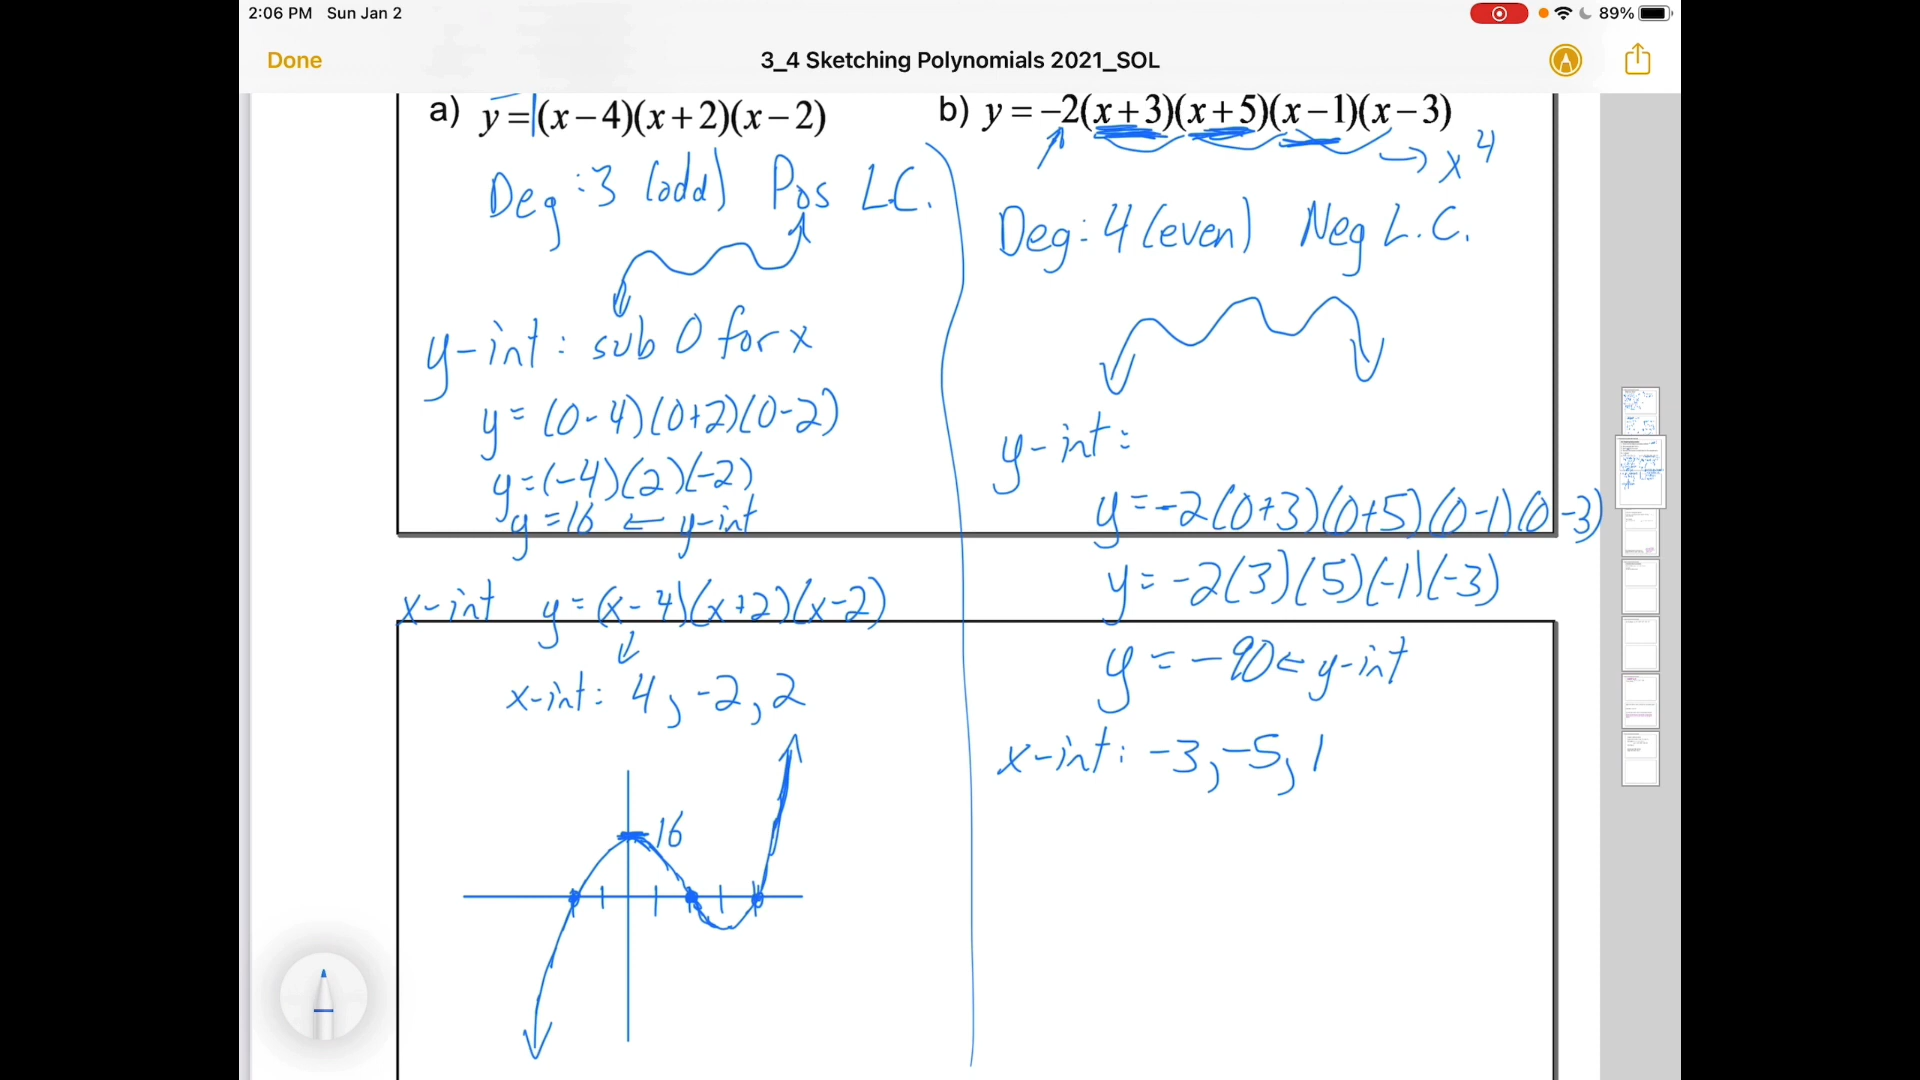 2:06 PM Sun Jan 2
89%
Done
3_4 Sketching Polynomials 2021_SOL
a) y = (x − 4)(x + 2)(x − 2)
Deg : 3 (odd) Pos L.C.
y-int : sub 0 for x
y = (0 - 4)(0+2)(0-2)
y = (-4)(2)(-2)
y = 16 ← y-int
x-int y = (x - 4)(x + 2)(x - 2)
x-int : 4, -2, 2
16
b) y = −2(x + 3)(x + 5)(x − 1)(x − 3)
→ x⁴
Deg : 4 (even) Neg L.C.
y-int :
y = -2(0+3)(0+5)(0-1)(0-3)
y = -2(3)(5)(-1)(-3)
y = -90 ← y-int
x-int : -3, -5, 1